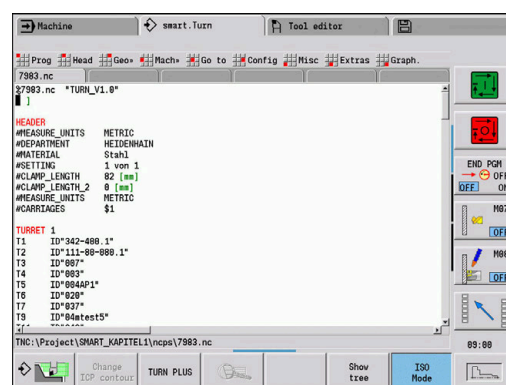 Machine
smart.Turn
Tool editor
Prog Head Geo» Mach» Go to Config Misc Extras Graph.
7983.nc
%7983.nc "TURN_V1.0"
]
HEADER
#MEASURE_UNITS METRIC
#DEPARTMENT HEIDENHAIN
#MATERIAL Stahl
#SETTING 1 von 1
#CLAMP_LENGTH 82 [mm]
#CLAMP_LENGTH_2 0 [mm]
#MEASURE_UNITS METRIC
#CARRIAGES $1
TURRET 1
T1 ID"342-400.1"
T2 ID"111-80-080.1"
T3 ID"007"
T4 ID"003"
T5 ID"004AP1"
T6 ID"020"
T7 ID"037"
T9 ID"04mtest5"
TNC:\Project\SMART_KAPITEL1\ncps\7983.nc
END PGM
OFF
OFF ON
M07
OFF
M08
OFF
09:00
Change
ICP contour
TURN PLUS
Show
tree
ISO
Mode